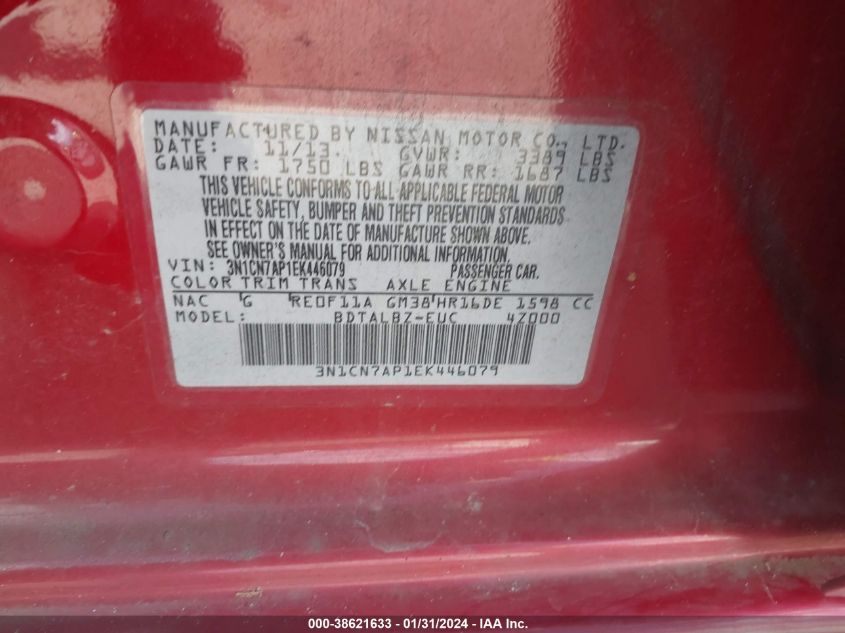 MANUFACTURED BY NISSAN MOTOR CO., LTD.
DATE: 11/13. GVWR: 3389 LBS
GAWR FR: 1750 LBS GAWR RR: 1687 LBS
THIS VEHICLE CONFORMS TO ALL APPLICABLE FEDERAL MOTOR
VEHICLE SAFETY, BUMPER AND THEFT PREVENTION STANDARDS
IN EFFECT ON THE DATE OF MANUFACTURE SHOWN ABOVE.
SEE OWNER'S MANUAL FOR ADDITIONAL INFORMATION.
VIN: 3N1CN7AP1EK446079 PASSENGER CAR.
COLOR TRIM TRANS AXLE ENGINE
NAC G RE0F11A GM38 HR16DE 1598 CC
MODEL: BDTALBZ-EUC 4Z000
3N1CN7AP1EK446079
000-38621633 - 01/31/2024 - IAA Inc.